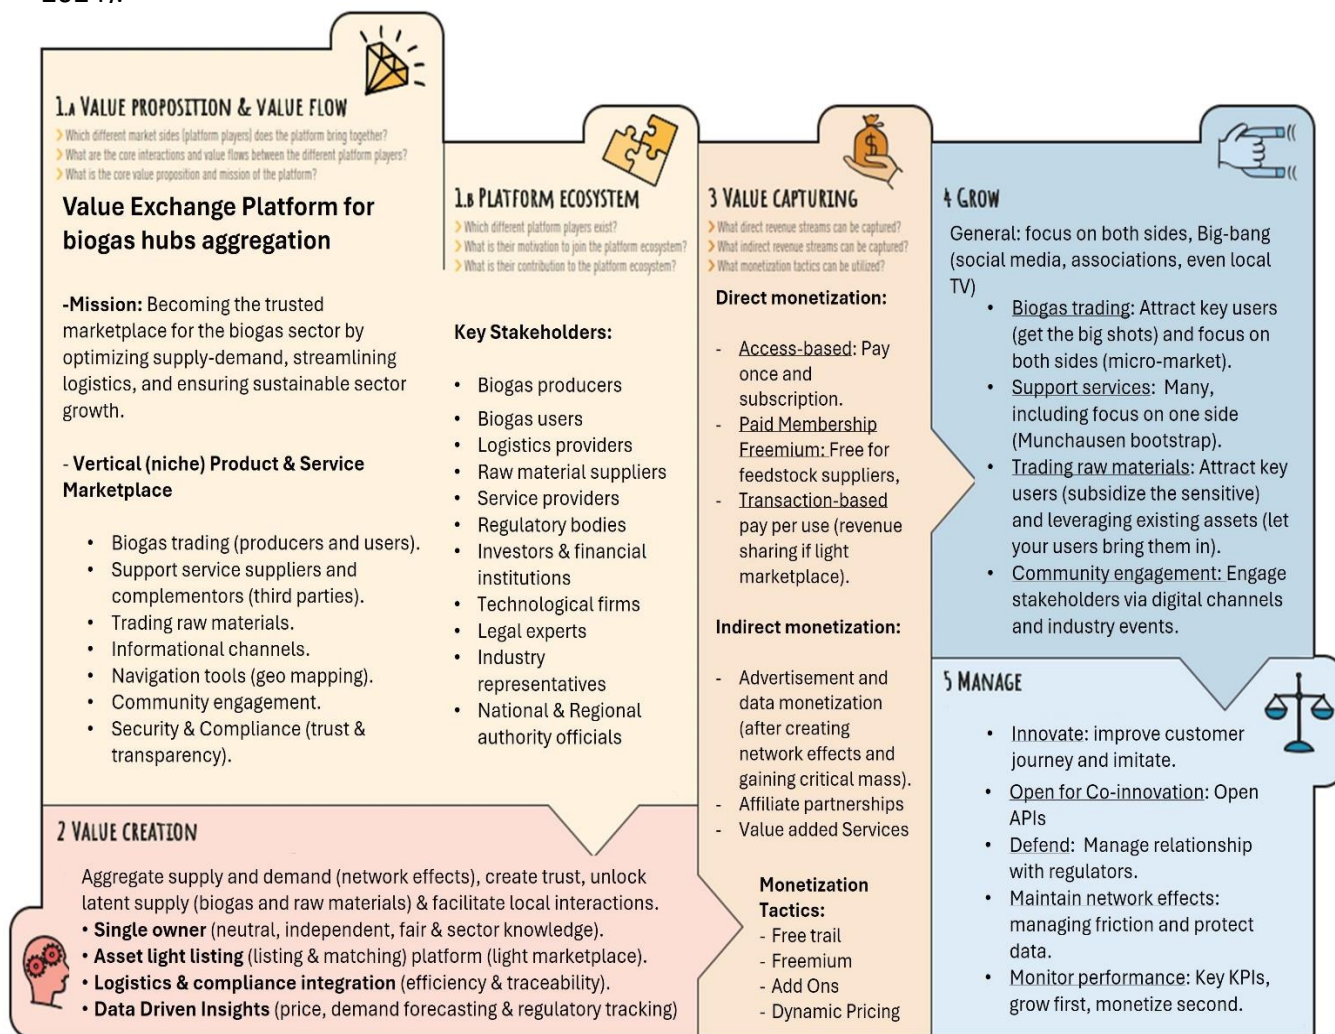 1.A VALUE PROPOSITION & VALUE FLOW
> Which different market sides (platform players) does the platform bring together?
> What are the core interactions and value flows between the different platform players?
> What is the core value proposition and mission of the platform?
Value Exchange Platform for
biogas hubs aggregation
-Mission: Becoming the trusted
marketplace for the biogas sector by
optimizing supply-demand, streamlining
logistics, and ensuring sustainable sector
growth.
- Vertical (niche) Product & Service
Marketplace
• Biogas trading (producers and users).
• Support service suppliers and
complementors (third parties).
• Trading raw materials.
• Informational channels.
• Navigation tools (geo mapping).
• Community engagement.
• Security & Compliance (trust &
transparency).
1.B PLATFORM ECOSYSTEM
> Which different platform players exist?
> What is their motivation to join the platform ecosystem?
> What is their contribution to the platform ecosystem?
Key Stakeholders:
• Biogas producers
• Biogas users
• Logistics providers
• Raw material suppliers
• Service providers
• Regulatory bodies
• Investors & financial
institutions
• Technological firms
• Legal experts
• Industry
representatives
• National & Regional
authority officials
2 VALUE CREATION
Aggregate supply and demand (network effects), create trust, unlock
latent supply (biogas and raw materials) & facilitate local interactions.
• Single owner (neutral, independent, fair & sector knowledge).
• Asset light listing (listing & matching) platform (light marketplace).
• Logistics & compliance integration (efficiency & traceability).
• Data Driven Insights (price, demand forecasting & regulatory tracking)
3 VALUE CAPTURING
> What direct revenue streams can be captured?
> What indirect revenue streams can be captured?
> What monetization tactics can be utilized?
Direct monetization:
- Access-based: Pay
once and
subscription.
- Paid Membership
Freemium: Free for
feedstock suppliers,
- Transaction-based
pay per use (revenue
sharing if light
marketplace).
Indirect monetization:
- Advertisement and
data monetization
(after creating
network effects and
gaining critical mass).
- Affiliate partnerships
- Value added Services
Monetization
Tactics:
- Free trail
- Freemium
- Add Ons
- Dynamic Pricing
$
4 GROW
General: focus on both sides, Big-bang
(social media, associations, even local
TV)
• Biogas trading: Attract key users
(get the big shots) and focus on
both sides (micro-market).
• Support services: Many,
including focus on one side
(Munchausen bootstrap).
• Trading raw materials: Attract key
users (subsidize the sensitive)
and leveraging existing assets (let
your users bring them in).
• Community engagement: Engage
stakeholders via digital channels
and industry events.
5 MANAGE
• Innovate: improve customer
journey and imitate.
• Open for Co-innovation: Open
APIs
• Defend: Manage relationship
with regulators.
• Maintain network effects:
managing friction and protect
data.
• Monitor performance: Key KPIs,
grow first, monetize second.